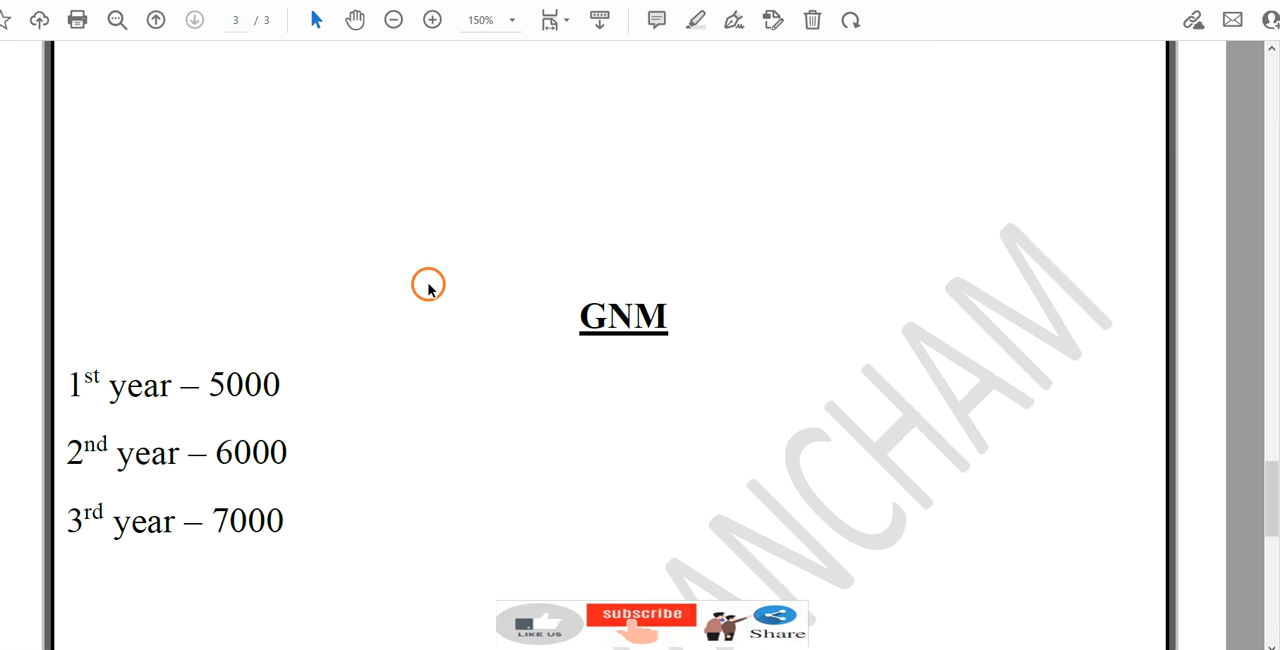 3 / 3
150%
GNM
1st year – 5000
2nd year – 6000
3rd year – 7000
ANCHAM
LIKE US
subscribe
Share